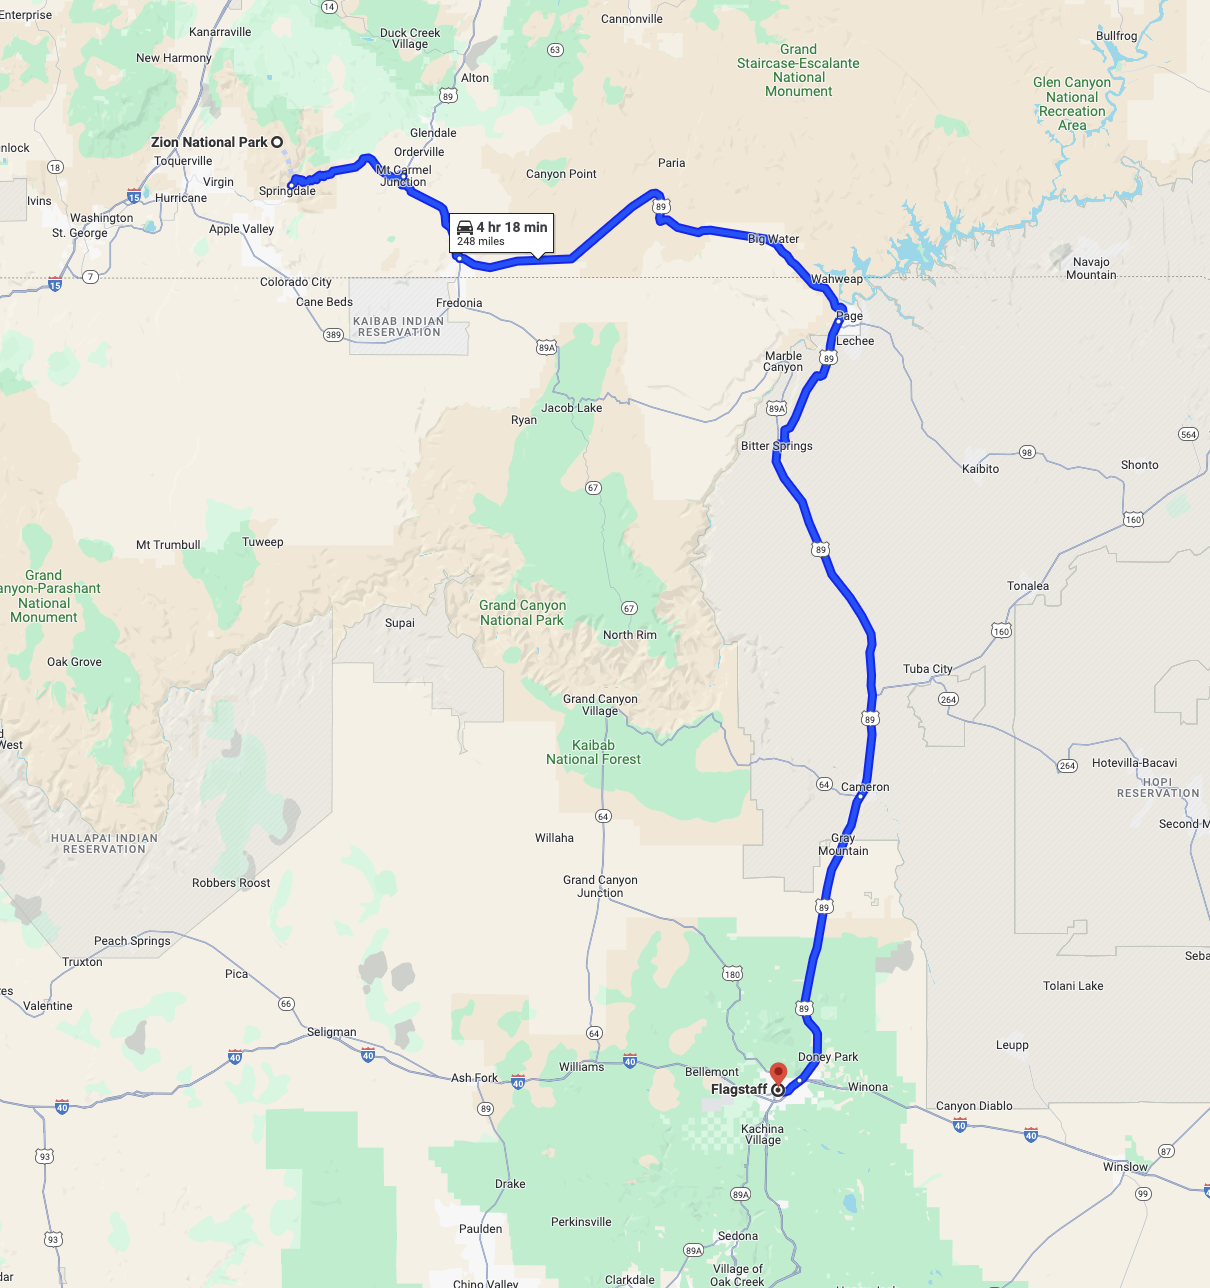 Enterprise
Kanarraville
14
Duck Creek
Village
Cannonville
Bullfrog
New Harmony
63
Grand
Staircase-Escalante
National
Monument
Alton
Glen Canyon
National
Recreation
Area
89
Glendale
Zion National Park
nlock
Toquerville
Orderville
Paria
18
Mt Carmel
Junction
Canyon Point
Virgin
Springdale
15
Hurricane
Ivins
89
Washington
St. George
Apple Valley
4 hr 18 min
248 miles
Big Water
7
15
Colorado City
Wahweap
Navajo
Mountain
Cane Beds
Fredonia
Page
KAIBAB INDIAN
RESERVATION
389
89A
Lechee
89
Marble
Canyon
Jacob Lake
89A
Ryan
Bitter Springs
564
98
Kaibito
Shonto
67
160
Mt Trumbull
Tuweep
89
Grand
anyon-Parashant
National
Monument
Tonalea
Grand Canyon
National Park
67
Supai
North Rim
160
Oak Grove
Tuba City
Grand Canyon
Village
264
89
d
West
Kaibab
National Forest
264
Hotevilla-Bacavi
64
Cameron
HOPI
RESERVATION
64
Second M
HUALAPAI INDIAN
RESERVATION
Willaha
Gray
Mountain
Robbers Roost
Grand Canyon
Junction
89
Peach Springs
Truxton
Seba
Pica
180
Tolani Lake
res
Valentine
66
89
Seligman
64
Leupp
40
40
Williams
40
Doney Park
Ash Fork
40
Bellemont
Flagstaff
Winona
40
89
Canyon Diablo
40
Kachina
Village
40
93
87
Winslow
Drake
4
89A
99
Perkinsville
Paulden
93
Sedona
89A
Village of
Oak Creek
dar
Chino Valley
Clarkdale